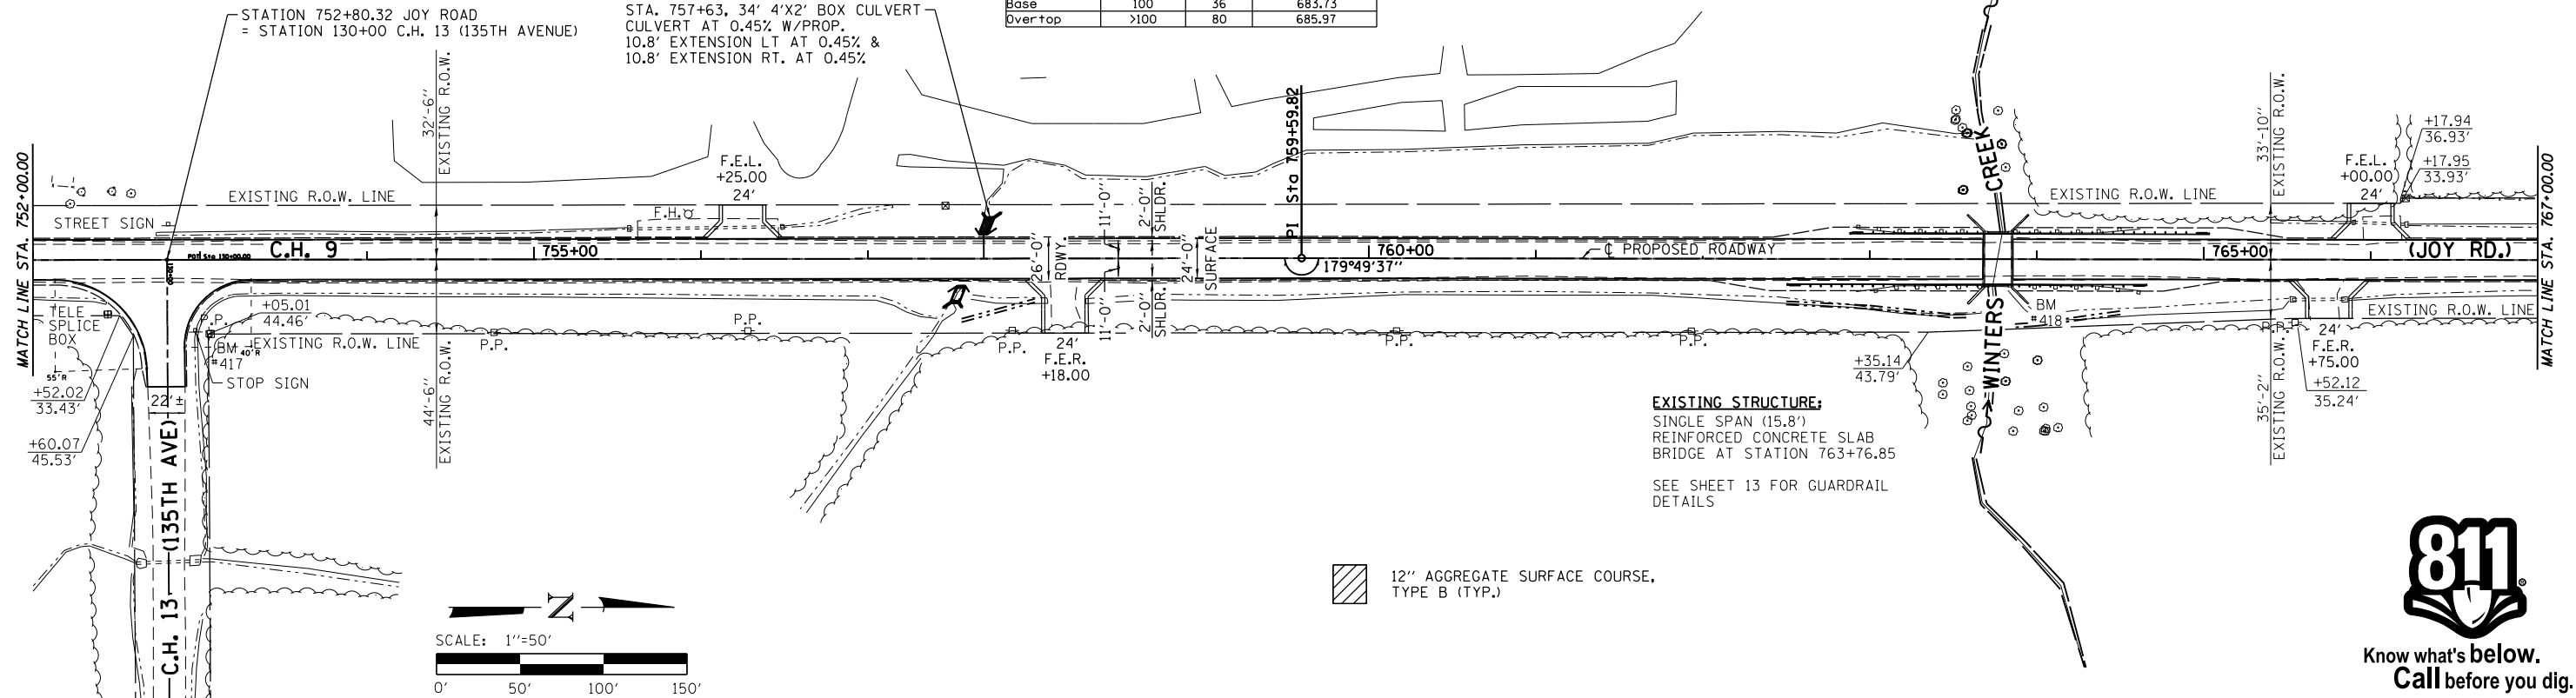 STATION 752+80.32 JOY ROAD
= STATION 130+00 C.H. 13 (135TH AVENUE)
STA. 757+63, 34' 4'X2' BOX CULVERT
CULVERT AT 0.45% W/PROP.
10.8' EXTENSION LT AT 0.45% &
10.8' EXTENSION RT. AT 0.45%
Base 100 36 683.73
Overtop >100 80 685.97
MATCH LINE STA. 752+00.00
32'-6"
EXISTING R.O.W.
F.E.L.
+25.00
24'
EXISTING R.O.W. LINE
STREET SIGN
F.H.
C.H. 9
POT Sta 130+00.00
755+00
26'-0"
RDWY.
11'-0"
2'-0"
SHLDR.
24'-0"
SURFACE
11'-0"
2'-0"
SHLDR.
PI Sta 759+59.82
179°49'37"
760+00
℄ PROPOSED ROADWAY
WINTERS CREEK
EXISTING R.O.W. LINE
33'-10"
EXISTING R.O.W.
F.E.L.
+00.00
24'
+17.94
36.93'
+17.95
33.93'
765+00
(JOY RD.)
MATCH LINE STA. 767+00.00
TELE
SPLICE
BOX
P.P.
+05.01
44.46'
BM
#417
40'R
EXISTING R.O.W. LINE
STOP SIGN
55'R
+52.02
33.43'
+60.07
45.53'
22' ±
C.H. 13 (135TH AVE)
44'-6"
EXISTING R.O.W.
P.P.
P.P.
P.P.
24'
F.E.R.
+18.00
P.P.
P.P.
+35.14
43.79'
BM
#418
P.P.
EXISTING R.O.W. LINE
24'
F.E.R.
+75.00
+52.12
35.24'
35'-2"
EXISTING R.O.W.
EXISTING STRUCTURE:
SINGLE SPAN (15.8')
REINFORCED CONCRETE SLAB
BRIDGE AT STATION 763+76.85
SEE SHEET 13 FOR GUARDRAIL
DETAILS
12" AGGREGATE SURFACE COURSE,
TYPE B (TYP.)
N
SCALE: 1"=50'
0' 50' 100' 150'
811
®
Know what's below.
Call before you dig.